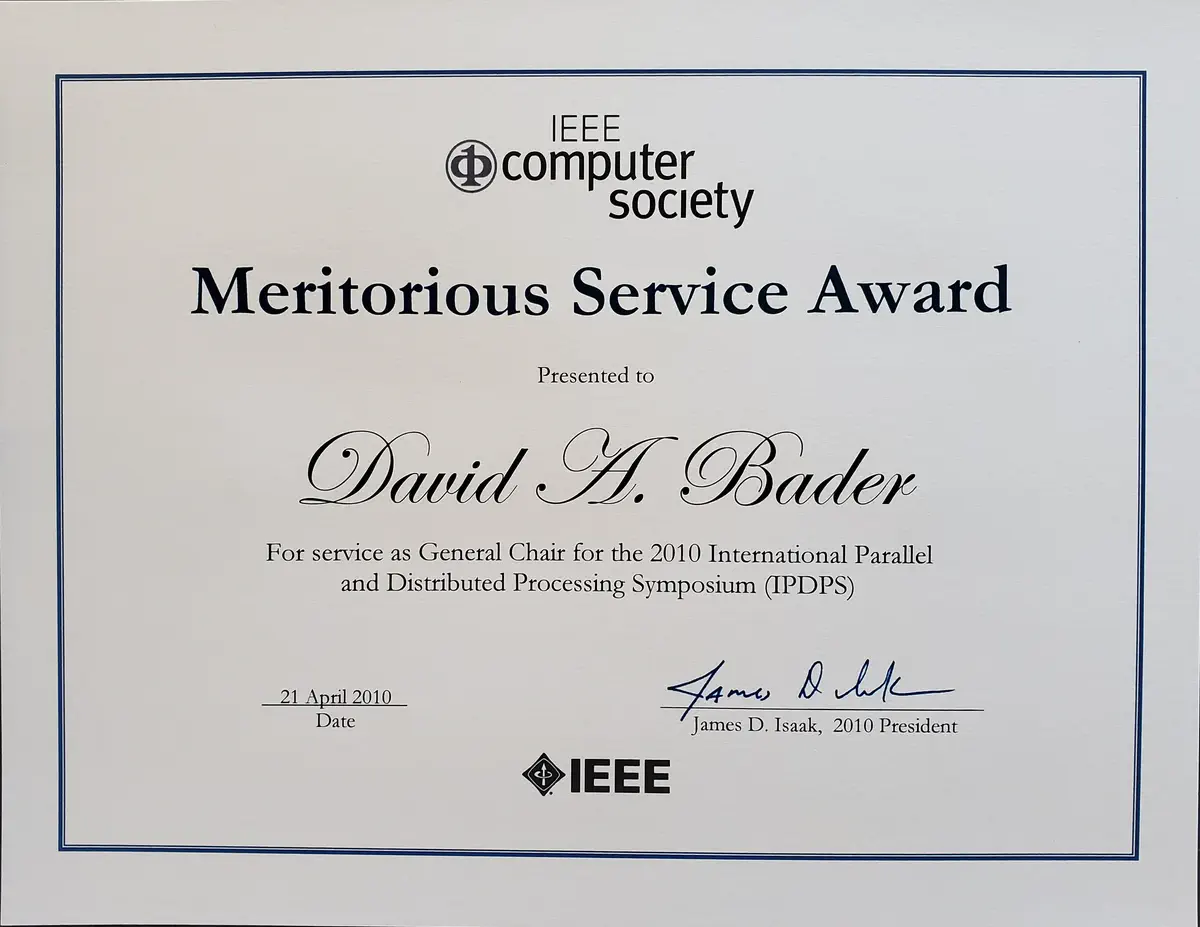 IEEE
computer
society
Meritorious Service Award
Presented to
David A. Bader
For service as General Chair for the 2010 International Parallel
and Distributed Processing Symposium (IPDPS)
21 April 2010
Date
James D. Isaak
James D. Isaak, 2010 President
IEEE